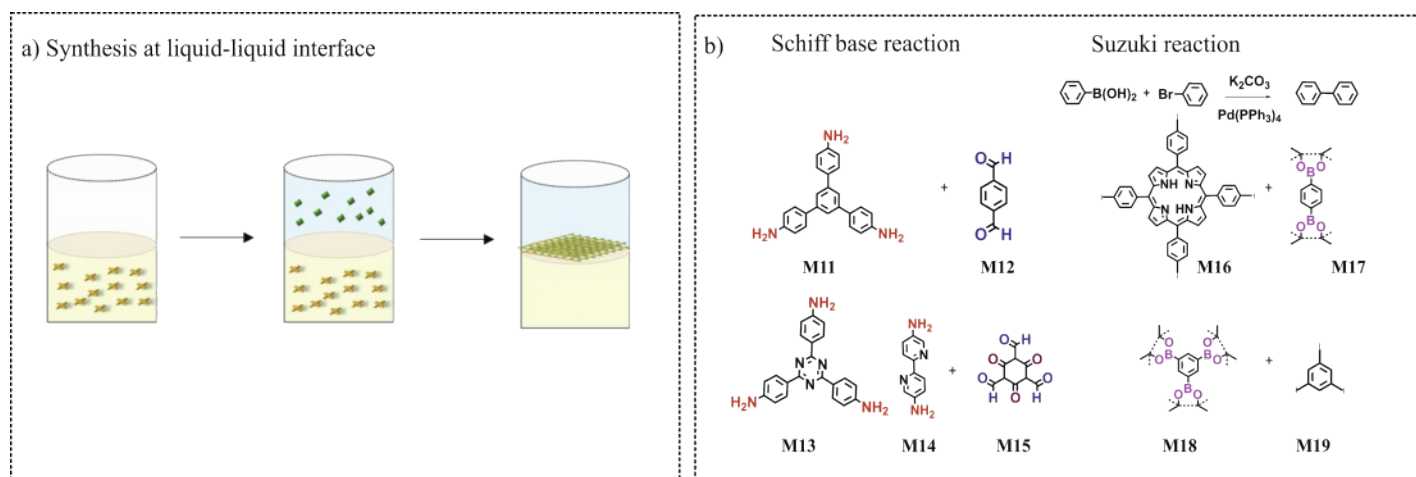 a) Synthesis at liquid-liquid interface
b) Schiff base reaction
NH₂
H₂N
NH₂
M11
+
O H
O H
M12
NH₂
N N
N
H₂N
NH₂
M13
NH₂
N
N
NH₂
M14
+
O H
O O
O O
H O H
M15
Suzuki reaction
B(OH)₂ + Br
K₂CO₃
Pd(PPh₃)₄
I
NH N
I I
N HN
I
M16
+
O O
B
B
O O
M17
O O
O B B O
B
O O
M18
+
I
I I
M19